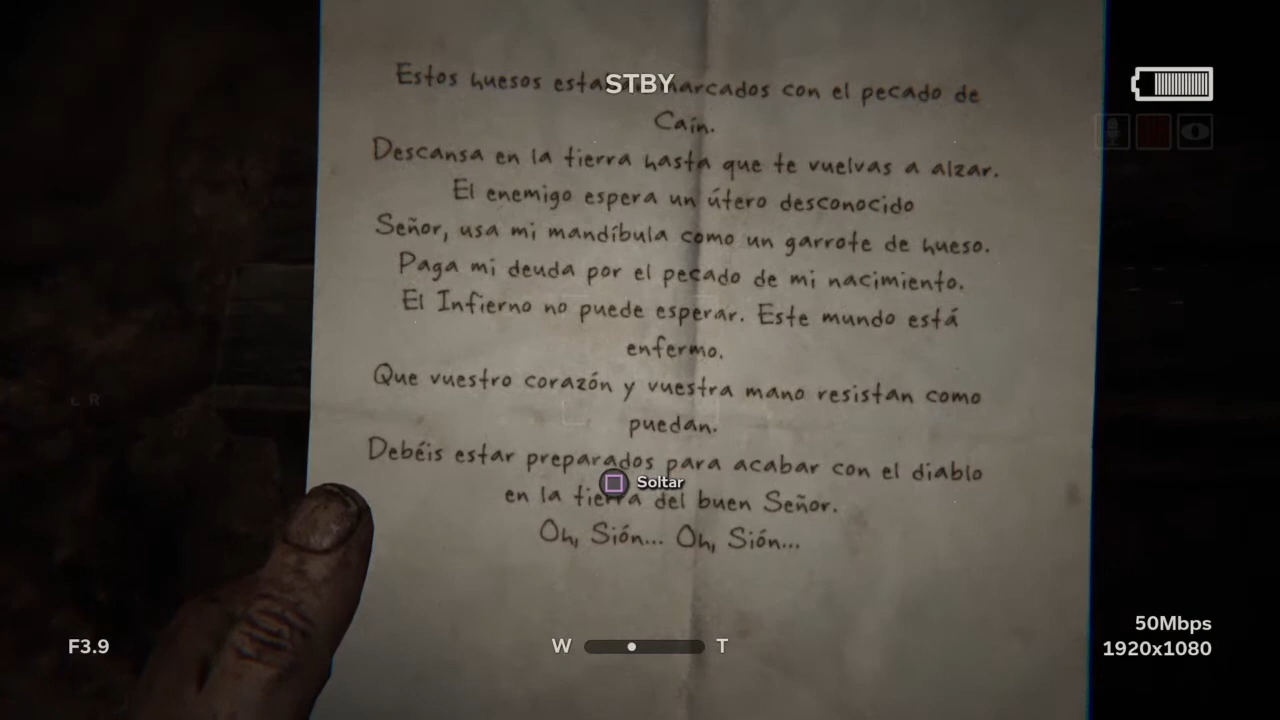 STBY
Estos huesos están marcados con el pecado de
Caín.
Descansa en la tierra hasta que te vuelvas a alzar.
El enemigo espera un útero desconocido
Señor, usa mi mandíbula como un garrote de hueso.
Paga mi deuda por el pecado de mi nacimiento.
El Infierno no puede esperar. Este mundo está
enfermo.
Que vuestro corazón y vuestra mano resistan como
puedan.
Debéis estar preparados para acabar con el diablo
Soltar
en la tierra del buen Señor.
Oh, Sión... Oh, Sión...
L R
F3.9
W T
50Mbps
1920x1080